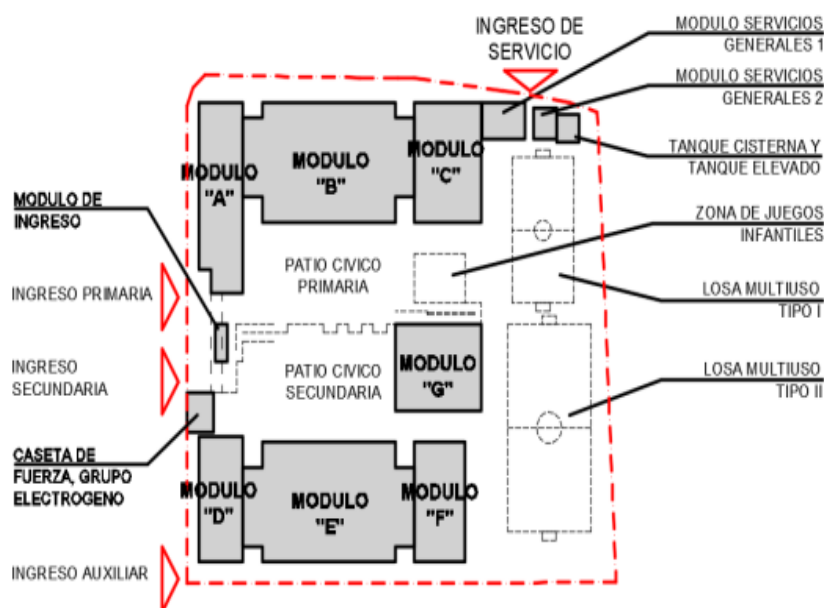 INGRESO DE
SERVICIO
MODULO SERVICIOS
GENERALES 1
MODULO SERVICIOS
GENERALES 2
TANQUE CISTERNA Y
TANQUE ELEVADO
ZONA DE JUEGOS
INFANTILES
LOSA MULTIUSO
TIPO I
LOSA MULTIUSO
TIPO II
MODULO
"A"
MODULO
"B"
MODULO
"C"
MODULO DE
INGRESO
INGRESO PRIMARIA
INGRESO
SECUNDARIA
PATIO CIVICO
PRIMARIA
PATIO CIVICO
SECUNDARIA
MODULO
"G"
CASETA DE
FUERZA, GRUPO
ELECTROGENO
MODULO
"D"
MODULO
"E"
MODULO
"F"
INGRESO AUXILIAR